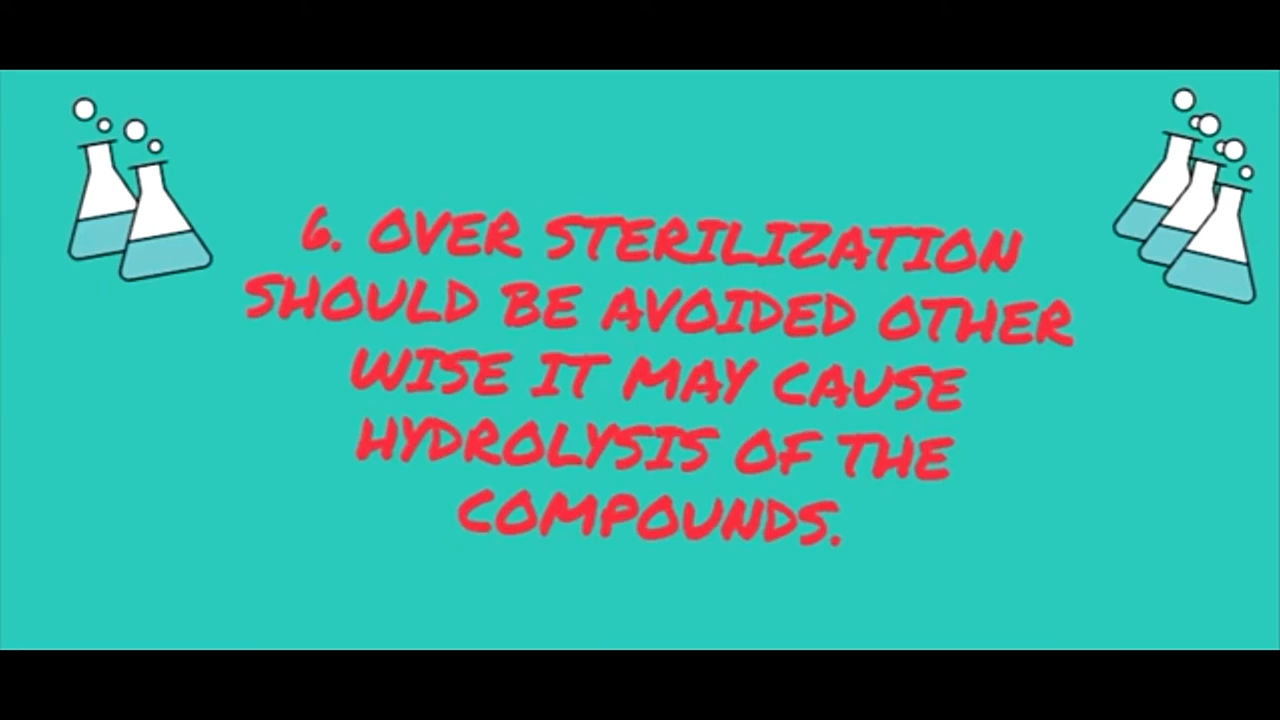 6. OVER STERILIZATION
SHOULD BE AVOIDED OTHER
WISE IT MAY CAUSE
HYDROLYSIS OF THE
COMPOUNDS.